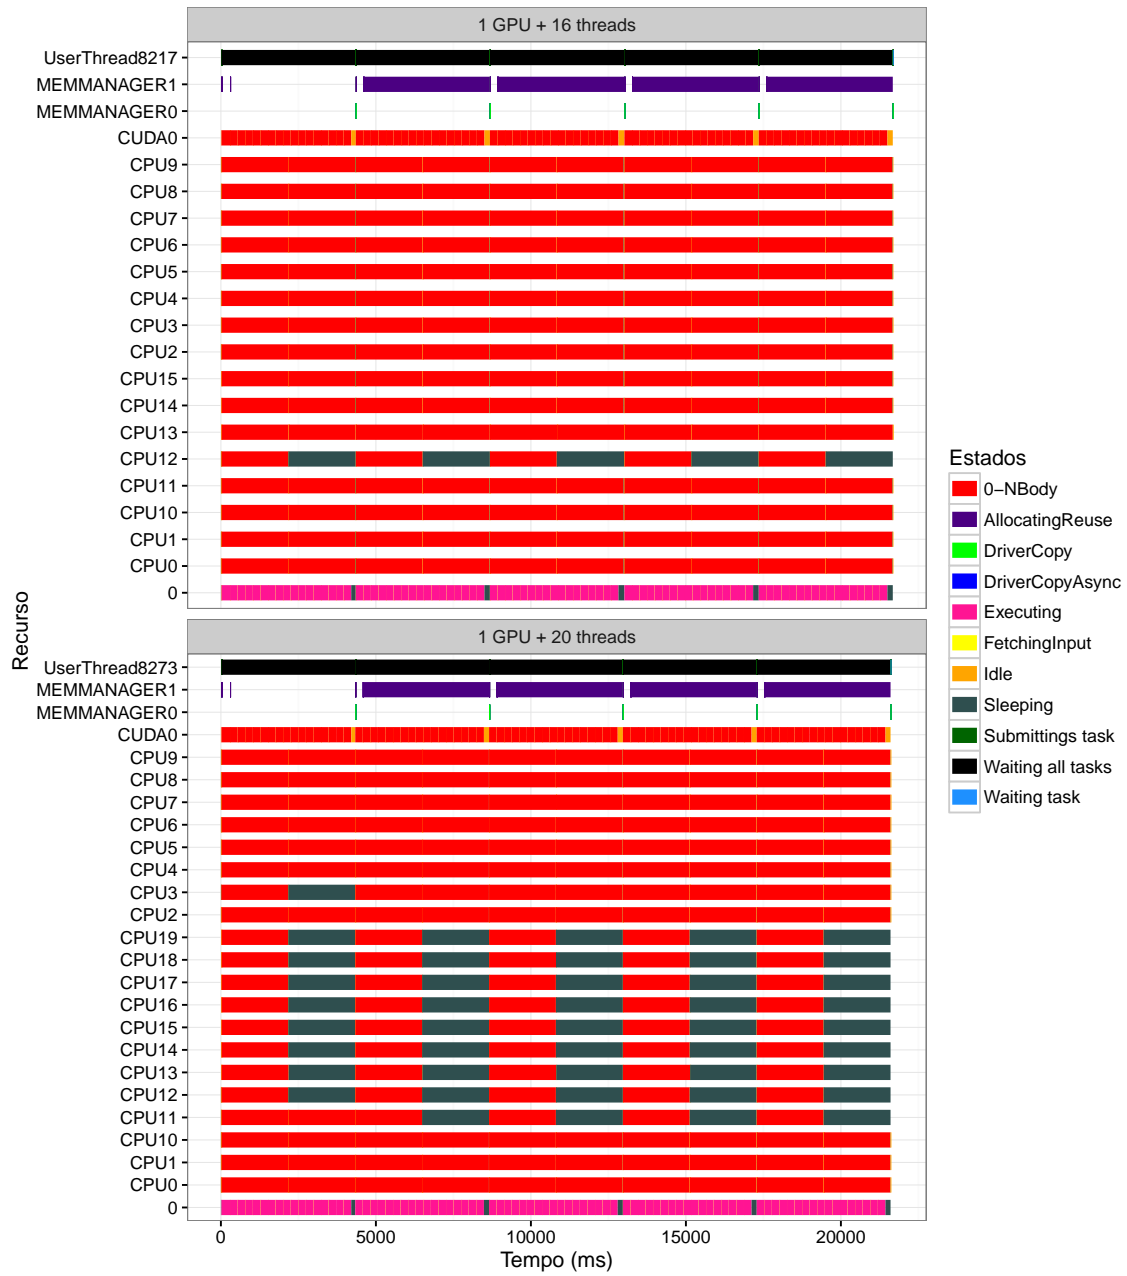 1 GPU + 16 threads
UserThread8217
MEMMANAGER1
MEMMANAGER0
CUDA0
CPU9
CPU8
CPU7
CPU6
CPU5
CPU4
CPU3
CPU2
CPU15
CPU14
CPU13
CPU12
CPU11
CPU10
CPU1
CPU0
0
1 GPU + 20 threads
UserThread8273
MEMMANAGER1
MEMMANAGER0
CUDA0
CPU9
CPU8
CPU7
CPU6
CPU5
CPU4
CPU3
CPU2
CPU19
CPU18
CPU17
CPU16
CPU15
CPU14
CPU13
CPU12
CPU11
CPU10
CPU1
CPU0
0
0 5000 10000 15000 20000
Tempo (ms)
Recurso
Estados
0−NBody
AllocatingReuse
DriverCopy
DriverCopyAsync
Executing
FetchingInput
Idle
Sleeping
Submittings task
Waiting all tasks
Waiting task